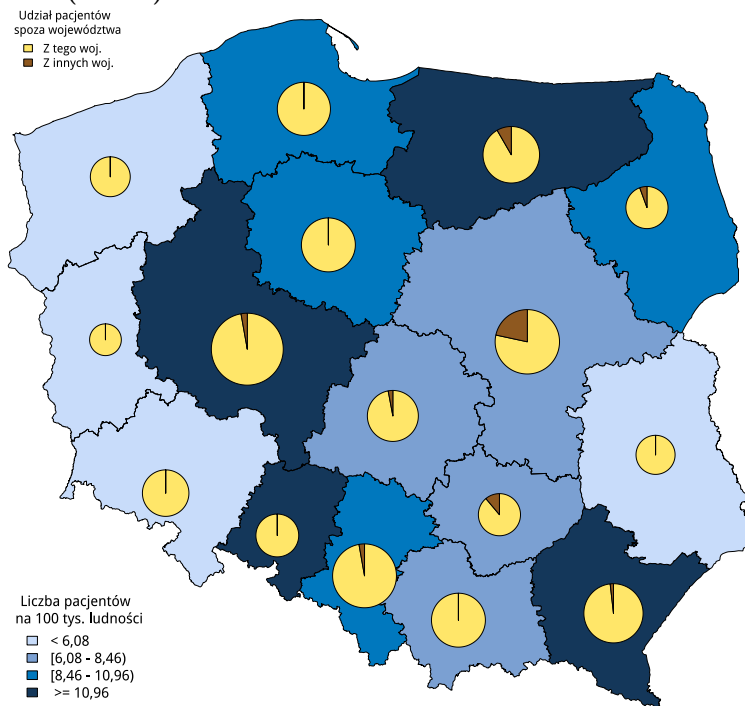 Udział pacjentów
spoza województwa
Z tego woj.
Z innych woj.
Liczba pacjentów
na 100 tys. ludności
< 6,08
[6,08 - 8,46)
[8,46 - 10,96)
>= 10,96